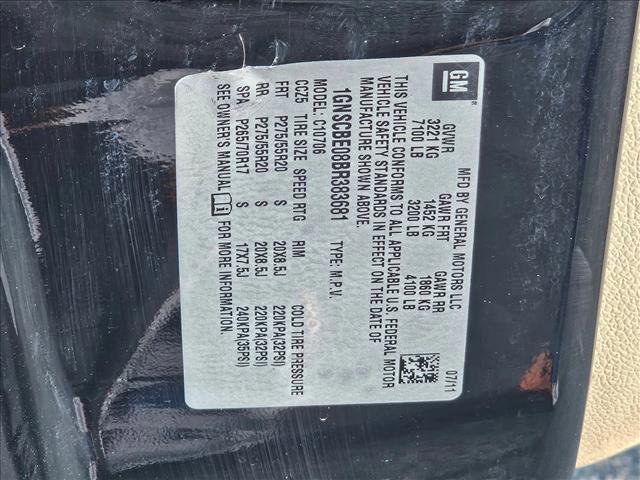 GM ®
MFD BY GENERAL MOTORS LLC
07/11
GVWR GAWR FRT GAWR RR
3221 KG 1452 KG 1860 KG
7100 LB 3200 LB 4100 LB
THIS VEHICLE CONFORMS TO ALL APPLICABLE U.S. FEDERAL MOTOR
VEHICLE SAFETY STANDARDS IN EFFECT ON THE DATE OF
MANUFACTURE SHOWN ABOVE.
1GNSCBE08BR383681 TYPE: M.P.V.
MODEL: C10706
CCZ5 TIRE SIZE SPEED RTG RIM COLD TIRE PRESSURE
FRT P275/55R20 S 20X8.5J 220KPA(32PSI)
RR P275/55R20 S 20X8.5J 220KPA(32PSI)
SPA P265/70R17 S 17X7.5J 240KPA(35PSI)
SEE OWNER'S MANUAL FOR MORE INFORMATION.